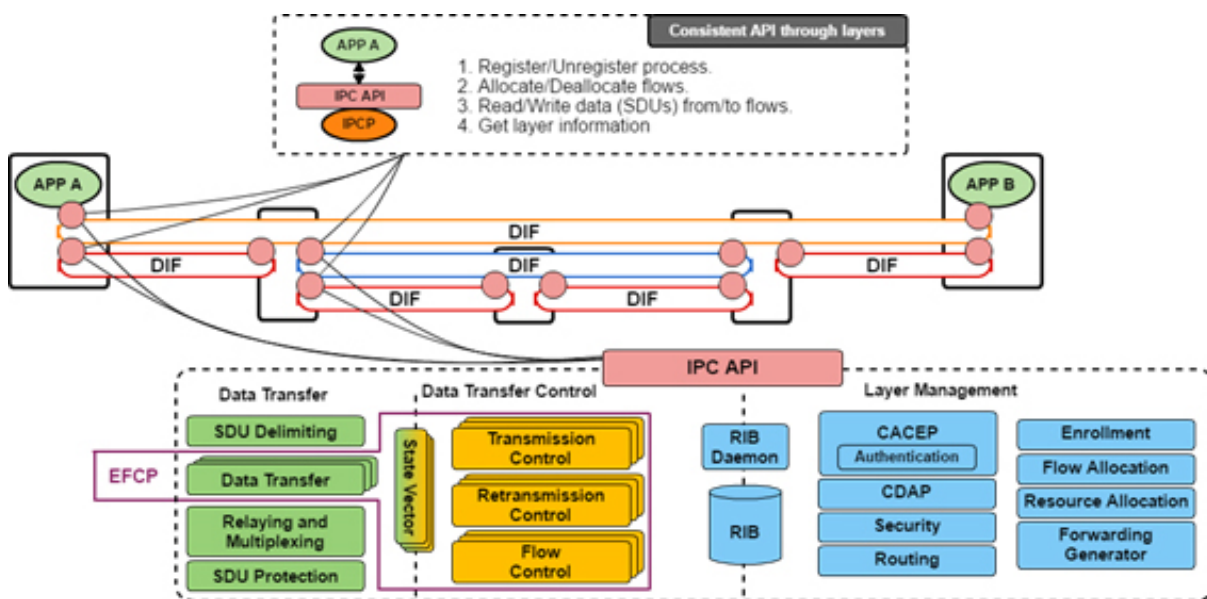 Consistent API through layers
APP A
IPC API
IPCP
1. Register/Unregister process.
2. Allocate/Deallocate flows.
3. Read/Write data (SDUs) from/to flows.
4. Get layer information
APP A
APP B
DIF
DIF
DIF
DIF
DIF
DIF
IPC API
Data Transfer
Data Transfer Control
Layer Management
SDU Delimiting
EFCP
Data Transfer
Relaying and
Multiplexing
SDU Protection
State Vector
Transmission
Control
Retransmission
Control
Flow
Control
RIB
Daemon
RIB
CACEP
Authentication
CDAP
Security
Routing
Enrollment
Flow Allocation
Resource Allocation
Forwarding
Generator